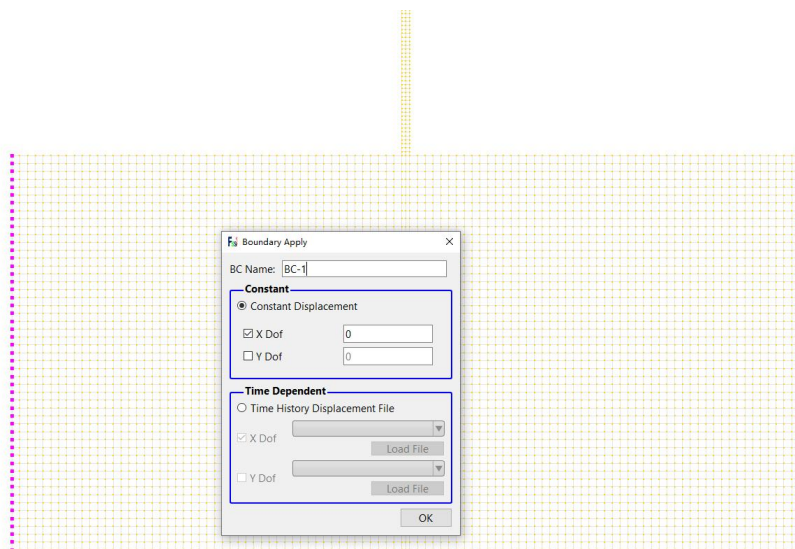 Boundary Apply
BC Name: BC-1
Constant
Constant Displacement
X Dof 0
Y Dof 0
Time Dependent
Time History Displacement File
X Dof
Load File
Y Dof
Load File
OK